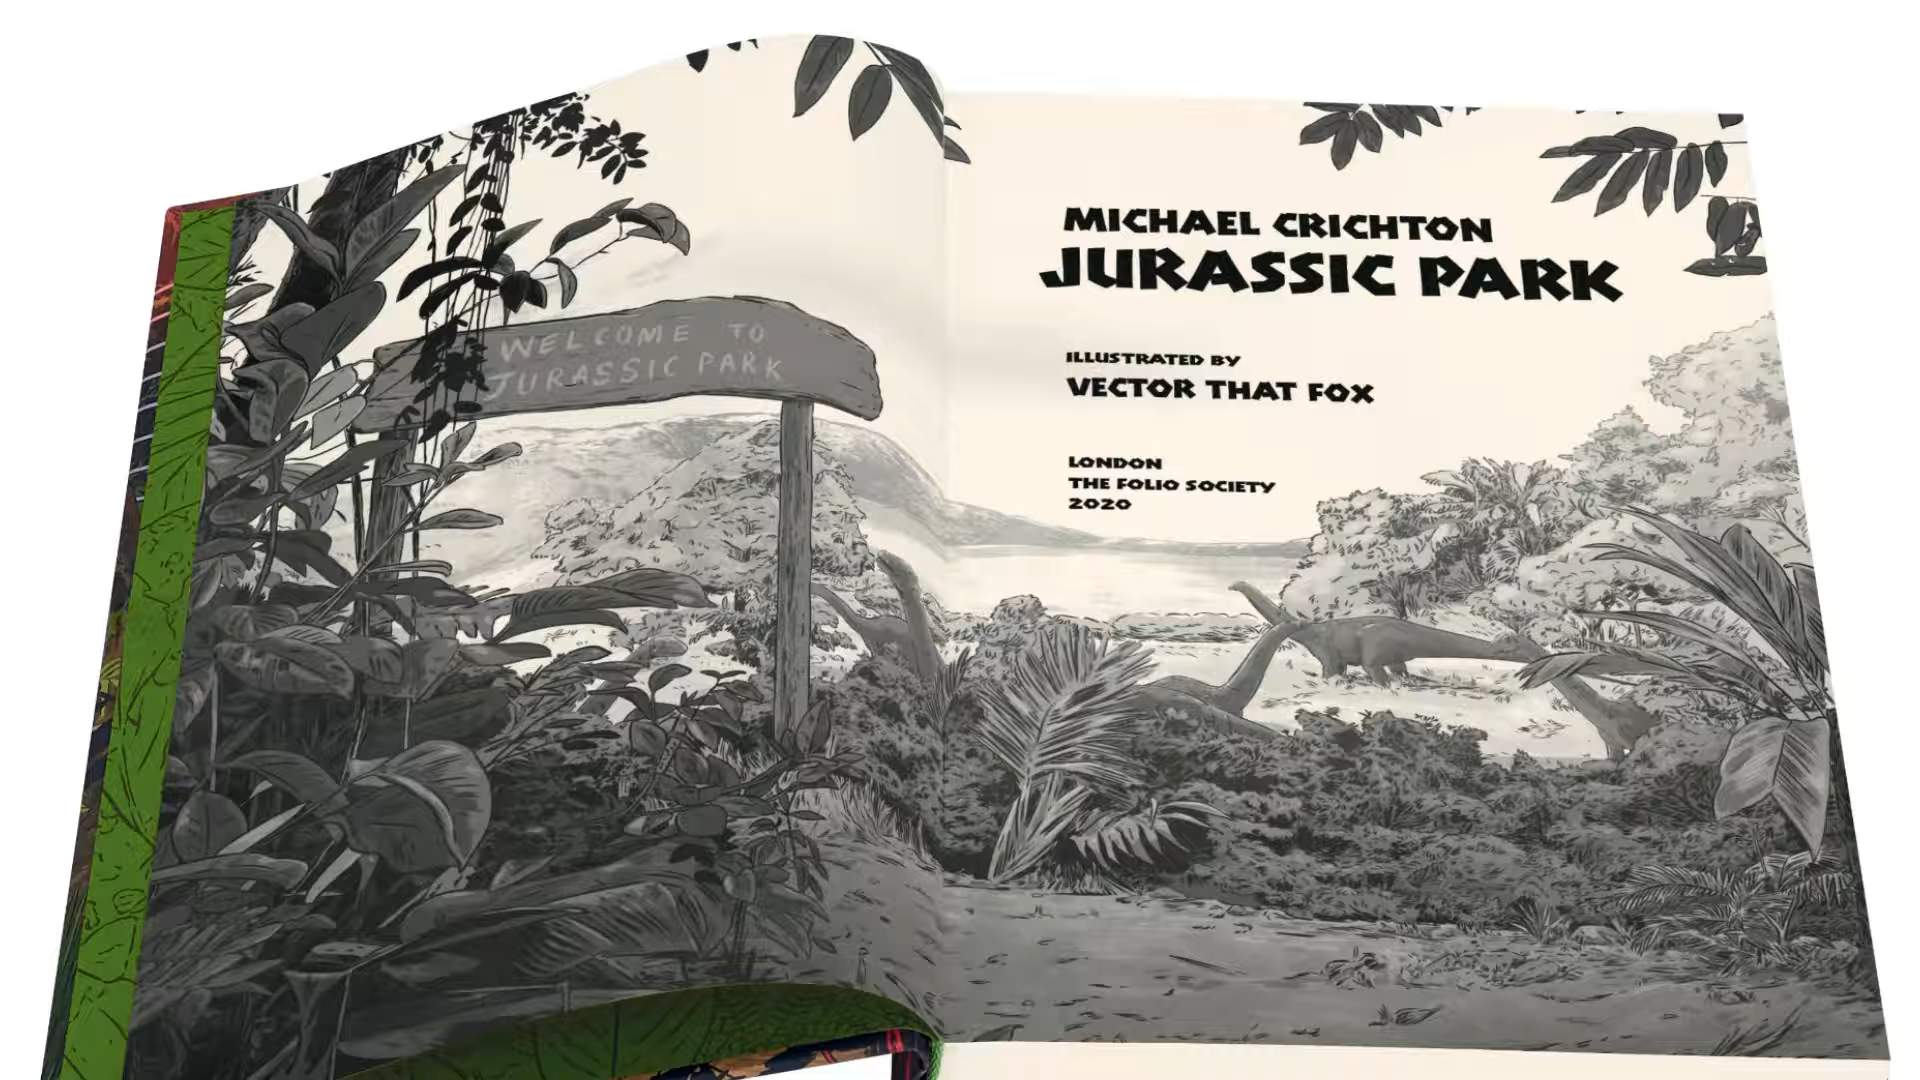 WELCOME TO
JURASSIC PARK
MICHAEL CRICHTON
JURASSIC PARK
ILLUSTRATED BY
VECTOR THAT FOX
LONDON
THE FOLIO SOCIETY
2020